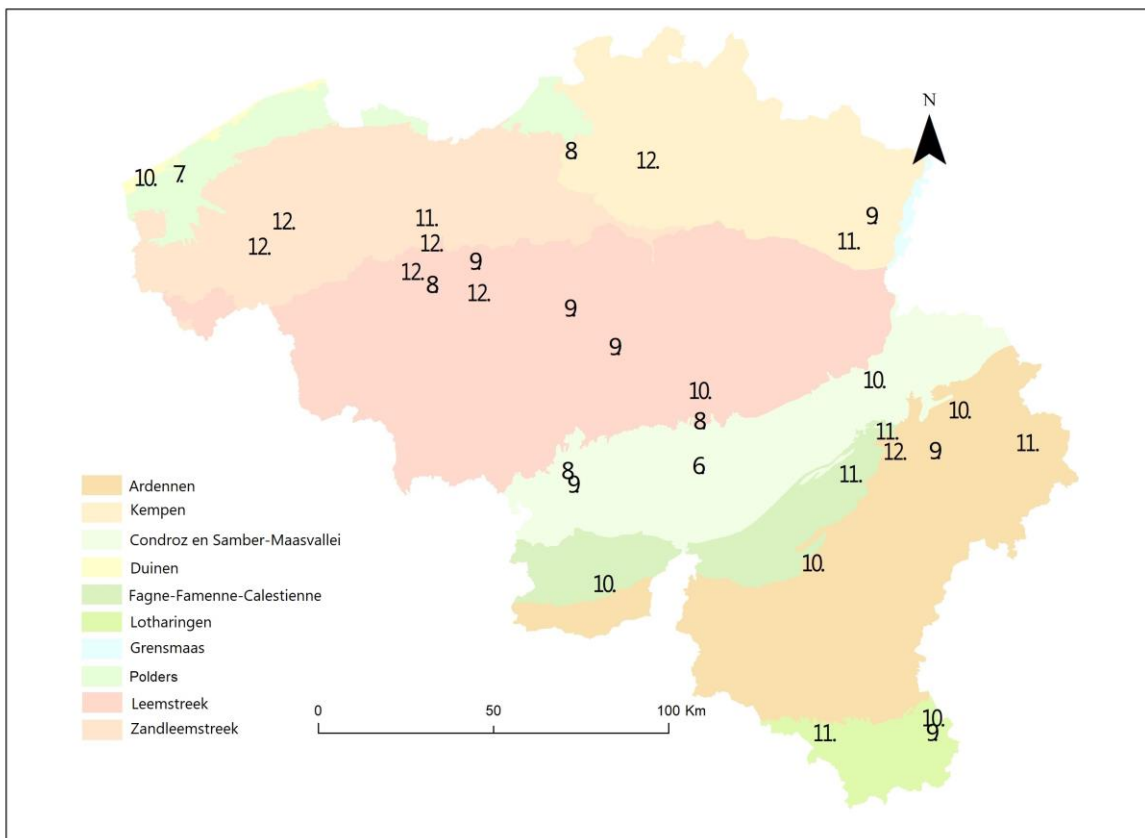 N
8.
12.
10. 7.
9.
12.
11.
11.
12.
12.
9.
12.
8.
12.
9.
9.
10.
10.
10.
8.
11.
11.
12.
9.
6.
8.
11.
9.
Ardennen
Kempen
Condroz en Samber-Maasvallei
Duinen
Fagne-Famenne-Calestienne
Lotharingen
Grensmaas
Polders
Leemstreek
Zandleemstreek
10.
10.
0 50 100 Km
10.
11.
9.